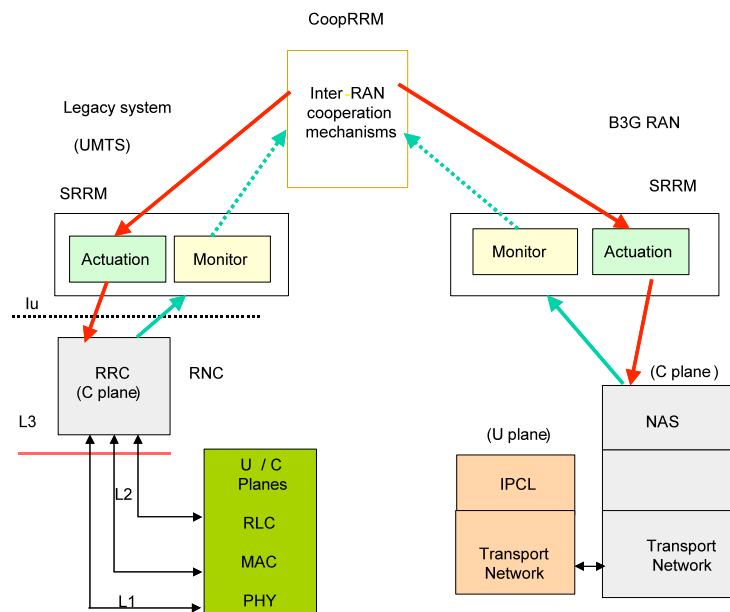 CoopRRM
Inter-RAN
cooperation
mechanisms
Legacy system
(UMTS)
B3G RAN
SRRM
SRRM
Actuation
Monitor
Monitor
Actuation
Iu
RRC
(C plane)
RNC
(C plane)
L3
NAS
(U plane)
U / C
Planes
L2
IPCL
RLC
MAC
Transport
Network
Transport
Network
L1
PHY